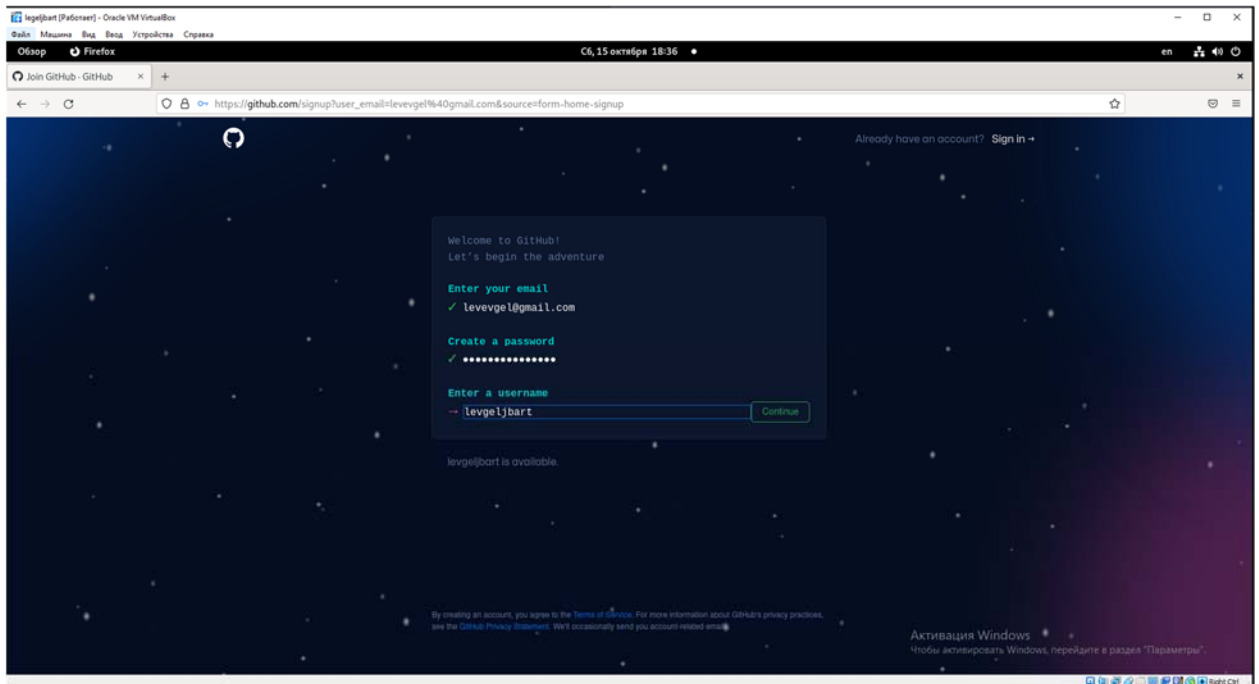 legeljbart [Работает] - Oracle VM VirtualBox
Файл Машина Вид Ввод Устройства Справка
Обзор Firefox Сб, 15 октября 18:36 en
Join GitHub · GitHub
https://github.com/signup?user_email=levevgel%40gmail.com&source=form-home-signup
Already have an account? Sign in →
Welcome to GitHub!
Let's begin the adventure
Enter your email
✓ levevgel@gmail.com
Create a password
✓ ●●●●●●●●●●●●●●●
Enter a username
→ levgeljbart Continue
levgeljbart is available.
By creating an account, you agree to the Terms of Service. For more information about GitHub's privacy practices,
see the GitHub Privacy Statement. We'll occasionally send you account-related emails.
Активация Windows
Чтобы активировать Windows, перейдите в раздел "Параметры".
Right Ctrl